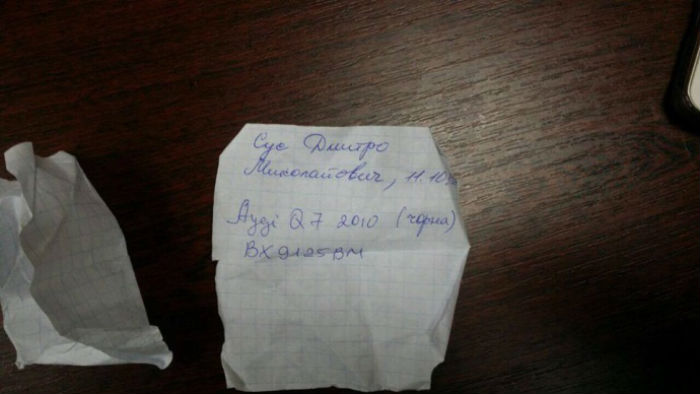 Сус Дмитро
Миколайович, 11.10
Ауді Q7 2010 (чорна)
ВХ9125ВМ